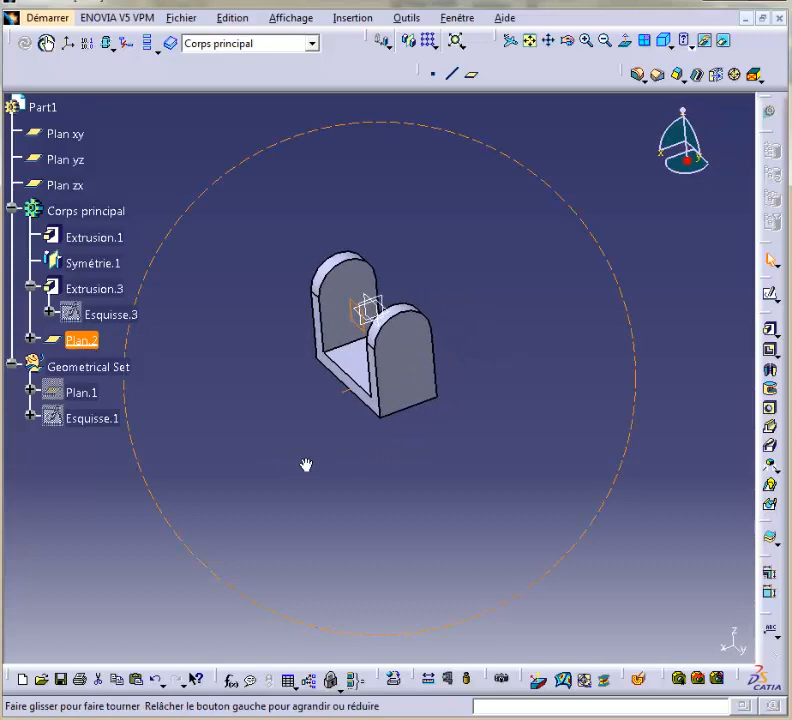 Démarrer ENOVIA V5 VPM Fichier Edition Affichage Insertion Outils Fenêtre Aide
Corps principal
Part1
Plan xy
Plan yz
Plan zx
Corps principal
Extrusion.1
Symétrie.1
Extrusion.3
Esquisse.3
Plan.2
Geometrical Set
Plan.1
Esquisse.1
z
x y
f(x)
CATIA
Faire glisser pour faire tourner Relâcher le bouton gauche pour agrandir ou réduire